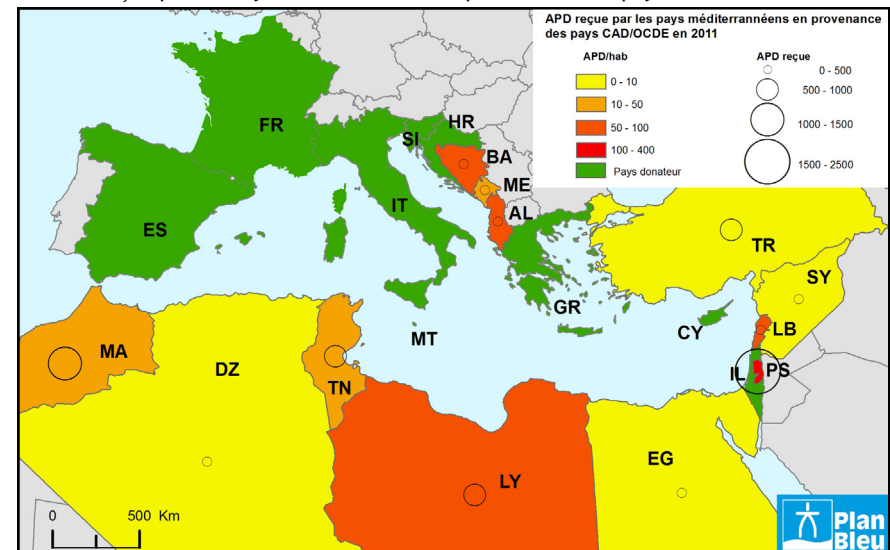 APD reçue par les pays méditerrannéens en provenance
des pays CAD/OCDE en 2011
APD/hab
APD reçue
0 - 10
10 - 50
50 - 100
100 - 400
Pays donateur
0 - 500
500 - 1000
1000 - 1500
1500 - 2500
FR
SI
HR
BA
ME
AL
IT
ES
GR
TR
SY
CY
LB
IL
PS
MT
MA
DZ
TN
LY
EG
0 500 Km
Plan
Bleu